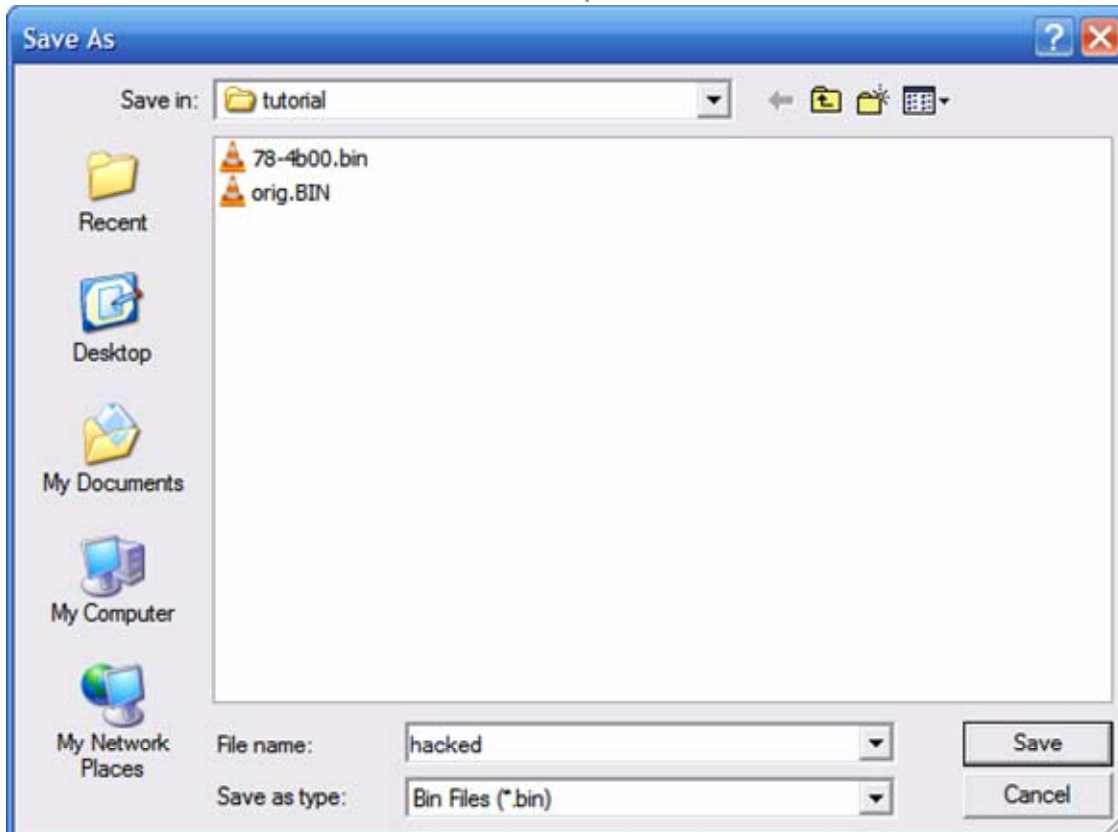 Save As
Save in: tutorial
78-4b00.bin
orig.BIN
Recent
Desktop
My Documents
My Computer
My Network
Places
File name: hacked
Save
Save as type: Bin Files (*.bin)
Cancel